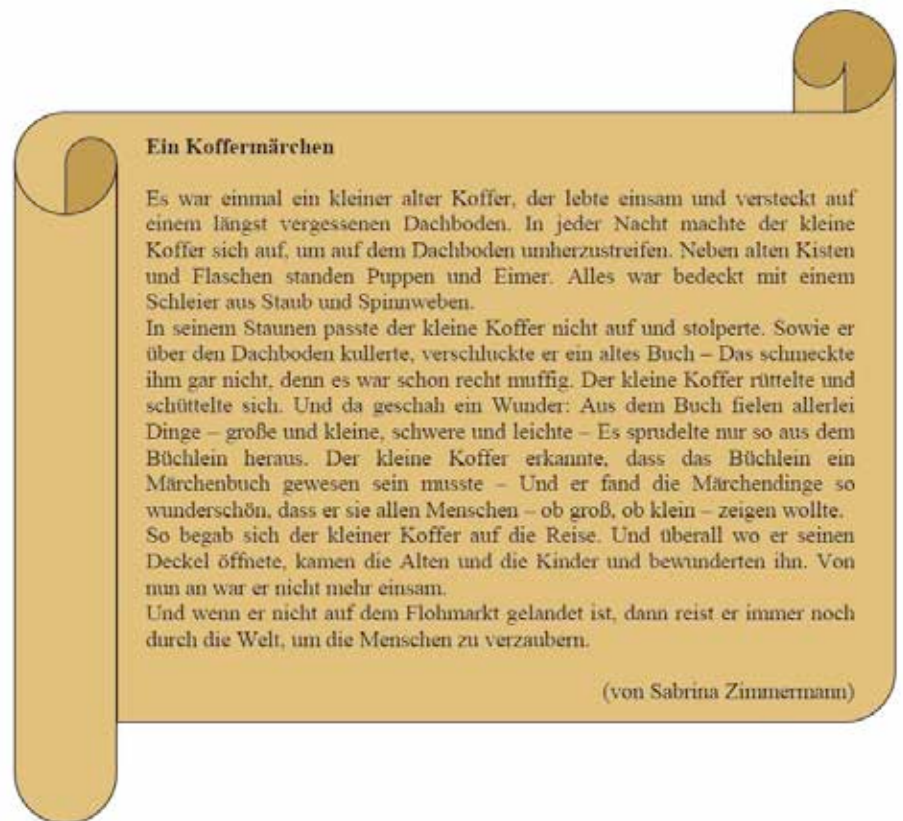 Ein Koffermärchen
Es war einmal ein kleiner alter Koffer, der lebte einsam und versteckt auf
einem längst vergessenen Dachboden. In jeder Nacht machte der kleine
Koffer sich auf, um auf dem Dachboden umherzustreifen. Neben alten Kisten
und Flaschen standen Puppen und Eimer. Alles war bedeckt mit einem
Schleier aus Staub und Spinnweben.
In seinem Staunen passte der kleine Koffer nicht auf und stolperte. Sowie er
über den Dachboden kullerte, verschluckte er ein altes Buch – Das schmeckte
ihm gar nicht, denn es war schon recht muffig. Der kleine Koffer rüttelte und
schüttelte sich. Und da geschah ein Wunder: Aus dem Buch fielen allerlei
Dinge – große und kleine, schwere und leichte – Es sprudelte nur so aus dem
Büchlein heraus. Der kleine Koffer erkannte, dass das Büchlein ein
Märchenbuch gewesen sein musste – Und er fand die Märchendinge so
wunderschön, dass er sie allen Menschen – ob groß, ob klein – zeigen wollte.
So begab sich der kleiner Koffer auf die Reise. Und überall wo er seinen
Deckel öffnete, kamen die Alten und die Kinder und bewunderten ihn. Von
nun an war er nicht mehr einsam.
Und wenn er nicht auf dem Flohmarkt gelandet ist, dann reist er immer noch
durch die Welt, um die Menschen zu verzaubern.
(von Sabrina Zimmermann)